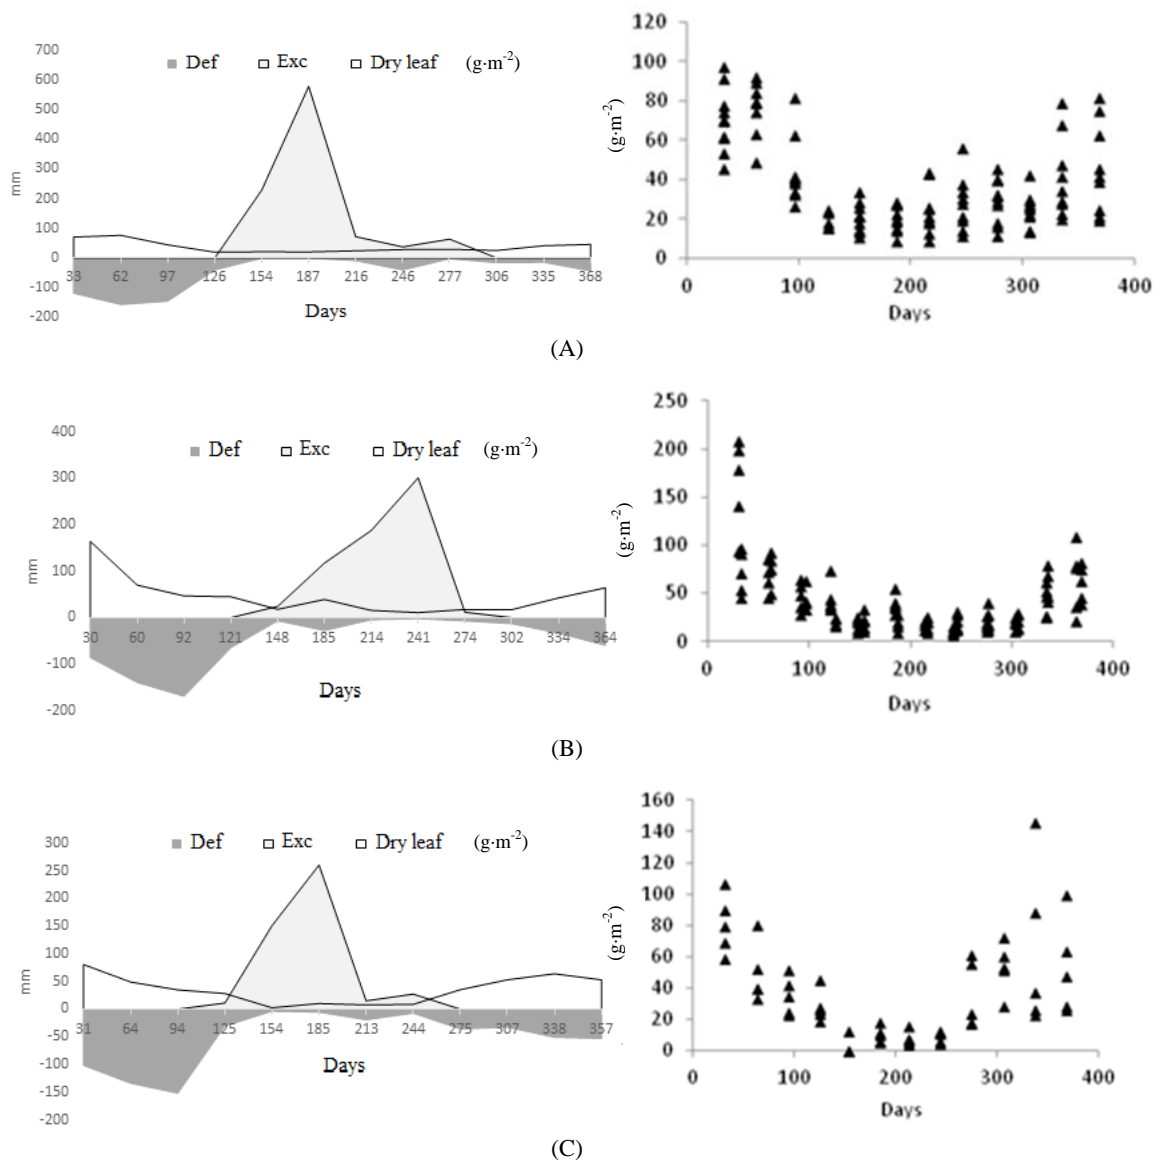 700
600
500
400
300
200
100
0
-100
-200
mm
Def Exc Dry leaf (g·m-2)
33 62 97 126 154 187 216 246 277 306 335 368
Days
120
100
80
60
40
20
0
(g·m-2)
0 100 200 300 400
Days
(A)
400
300
200
100
0
-100
-200
mm
Def Exc Dry leaf (g·m-2)
30 60 92 121 148 185 214 241 274 302 334 364
Days
250
200
150
100
50
0
(g·m-2)
0 100 200 300 400
Days
(B)
300
250
200
150
100
50
0
-50
-100
-150
-200
mm
Def Exc Dry leaf (g·m-2)
31 64 94 125 154 185 213 244 275 307 338 357
Days
160
140
120
100
80
60
40
20
0
(g·m-2)
0 100 200 300 400
Days
(C)